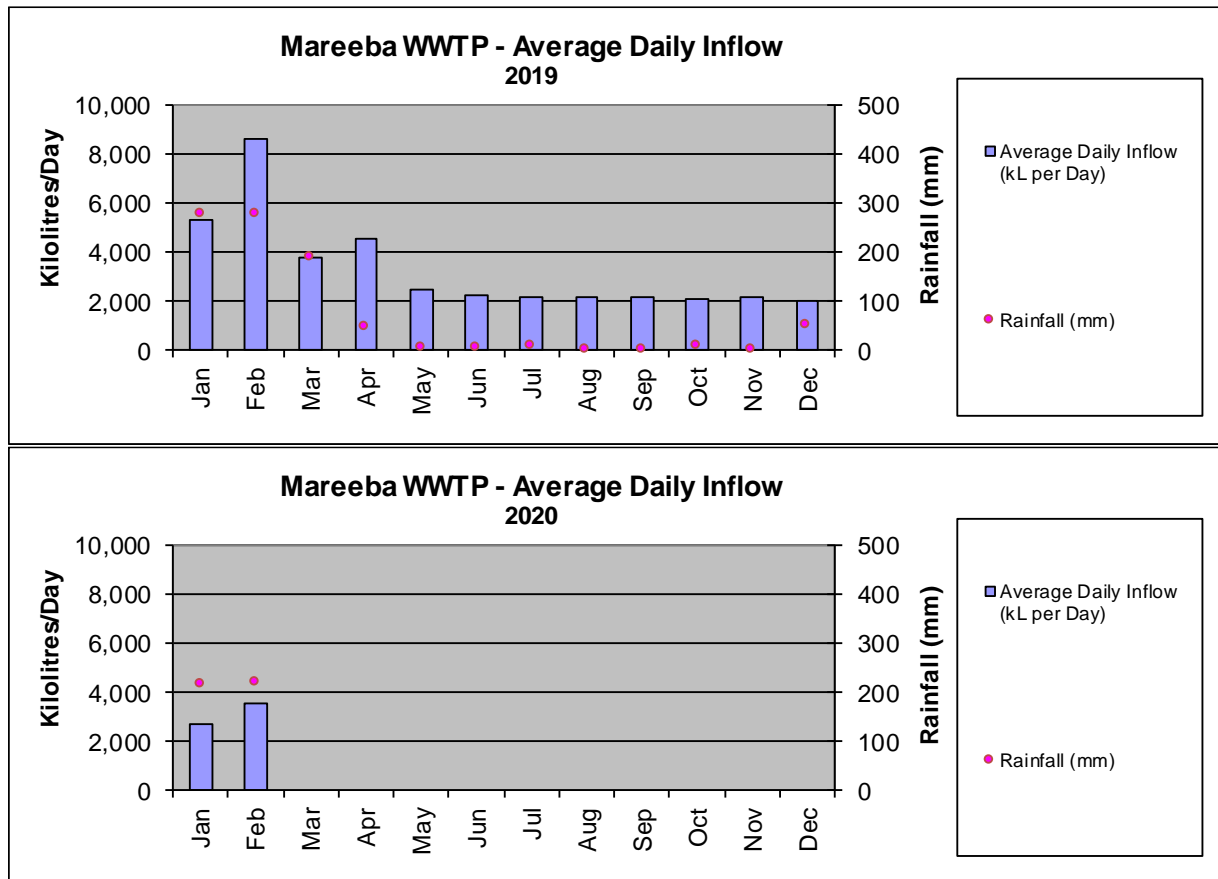 Mareeba WWTP - Average Daily Inflow
2019
Kilolitres/Day
10,000
8,000
6,000
4,000
2,000
0
500
400
300
200
100
0
Rainfall (mm)
Jan
Feb
Mar
Apr
May
Jun
Jul
Aug
Sep
Oct
Nov
Dec
Average Daily Inflow
(kL per Day)
Rainfall (mm)
Mareeba WWTP - Average Daily Inflow
2020
Kilolitres/Day
10,000
8,000
6,000
4,000
2,000
0
500
400
300
200
100
0
Rainfall (mm)
Jan
Feb
Mar
Apr
May
Jun
Jul
Aug
Sep
Oct
Nov
Dec
Average Daily Inflow
(kL per Day)
Rainfall (mm)